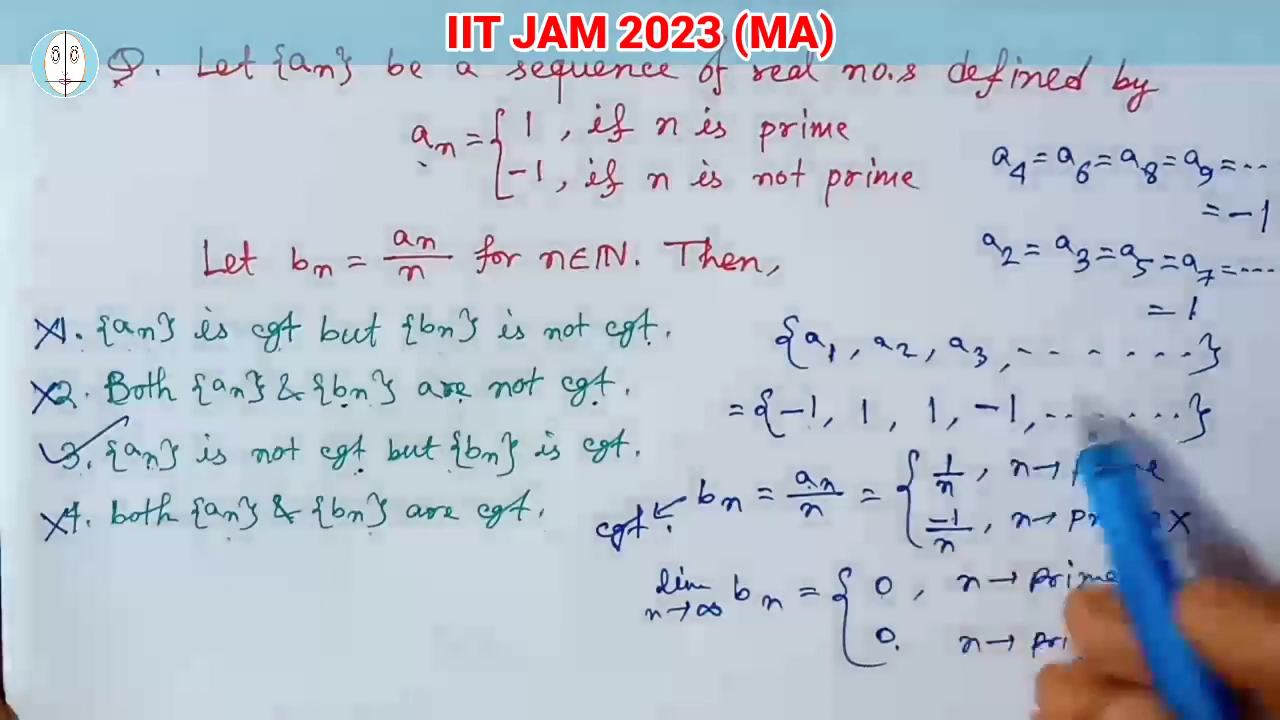 IIT JAM 2023 (MA)
Q. Let {an} be a sequence of real no.s defined by
an = { 1 , if n is prime
-1 , if n is not prime
Let bn = an/n for n∈ℕ. Then,
1. {an} is cgt but {bn} is not cgt.
2. Both {an} & {bn} are not cgt.
3. {an} is not cgt but {bn} is cgt.
4. both {an} & {bn} are cgt.
a4 = a6 = a8 = a9 = ...
= -1
a2 = a3 = a5 = a7 = ....
= 1
{a1, a2, a3, .......}
= {-1, 1, 1, -1, .......}
cgt ← bn = an/n = { 1/n , n→
-1/n , n→ X
lim n→∞ bn = { 0 , n→ prime
0. n→